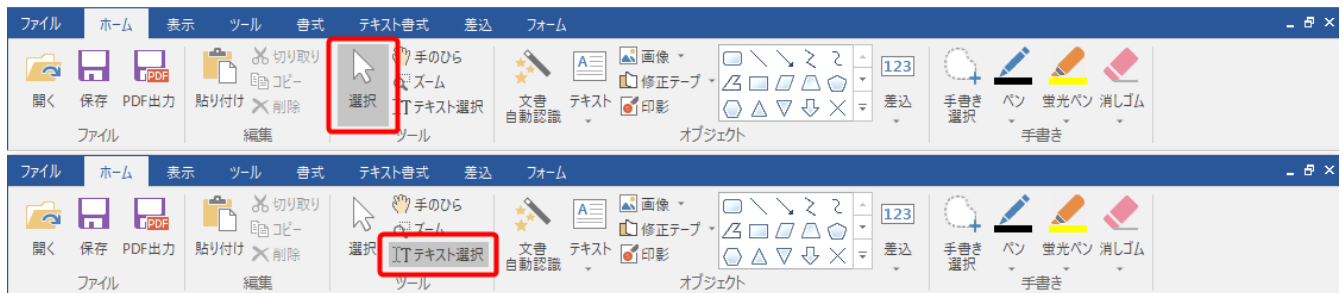 ファイル ホーム 表示 ツール 書式 テキスト書式 差込 フォーム
切り取り 手のひら 画像
コピー ズーム 修正テープ 123
開く 保存 PDF出力 貼り付け 削除 選択 テキスト選択 文書自動認識 テキスト 印影 差込 手書き選択 ペン 蛍光ペン 消しゴム
ファイル 編集 ツール オブジェクト 手書き
ファイル ホーム 表示 ツール 書式 テキスト書式 差込 フォーム
切り取り 手のひら 画像
コピー ズーム 修正テープ 123
開く 保存 PDF出力 貼り付け 削除 選択 テキスト選択 文書自動認識 テキスト 印影 差込 手書き選択 ペン 蛍光ペン 消しゴム
ファイル 編集 ツール オブジェクト 手書き